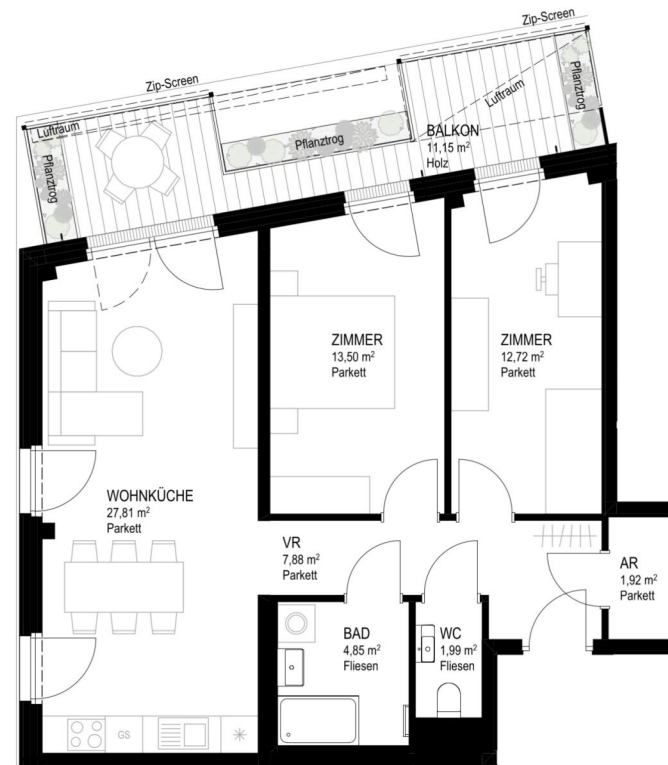 Zip-Screen
Zip-Screen
Luftraum
Pflanztrog
Pflanztrog
Luftraum
Pflanztrog
BALKON
11,15 m²
Holz
ZIMMER
13,50 m²
Parkett
ZIMMER
12,72 m²
Parkett
WOHNKÜCHE
27,81 m²
Parkett
VR
7,88 m²
Parkett
AR
1,92 m²
Parkett
BAD
4,85 m²
Fliesen
WC
1,99 m²
Fliesen
GS